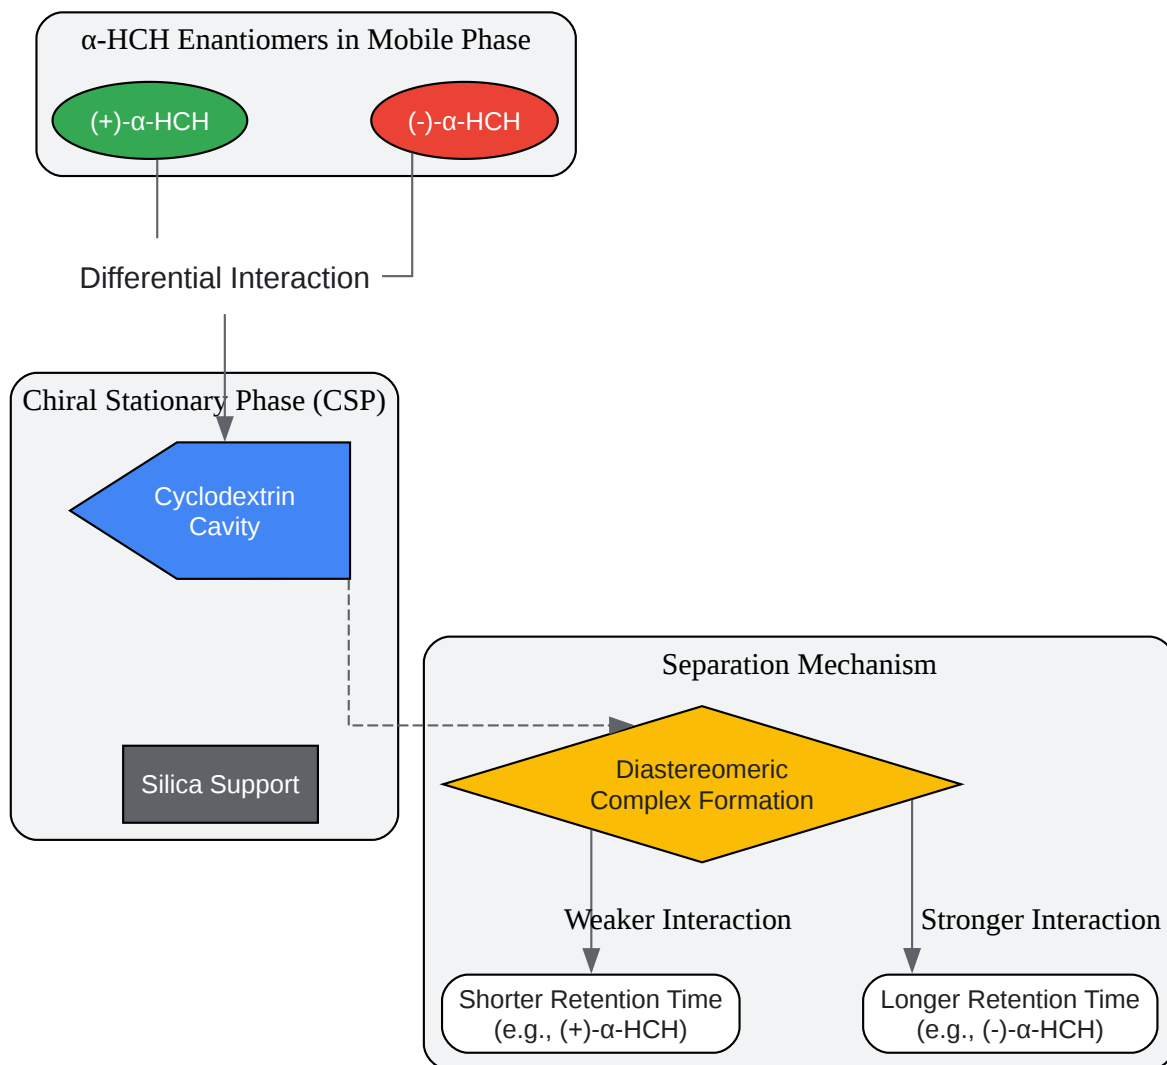 α-HCH Enantiomers in Mobile Phase
(+)-α-HCH
(-)-α-HCH
Differential Interaction
Chiral Stationary Phase (CSP)
Cyclodextrin
Cavity
Silica Support
Separation Mechanism
Diastereomeric
Complex Formation
Weaker Interaction
Stronger Interaction
Shorter Retention Time
(e.g., (+)-α-HCH)
Longer Retention Time
(e.g., (-)-α-HCH)